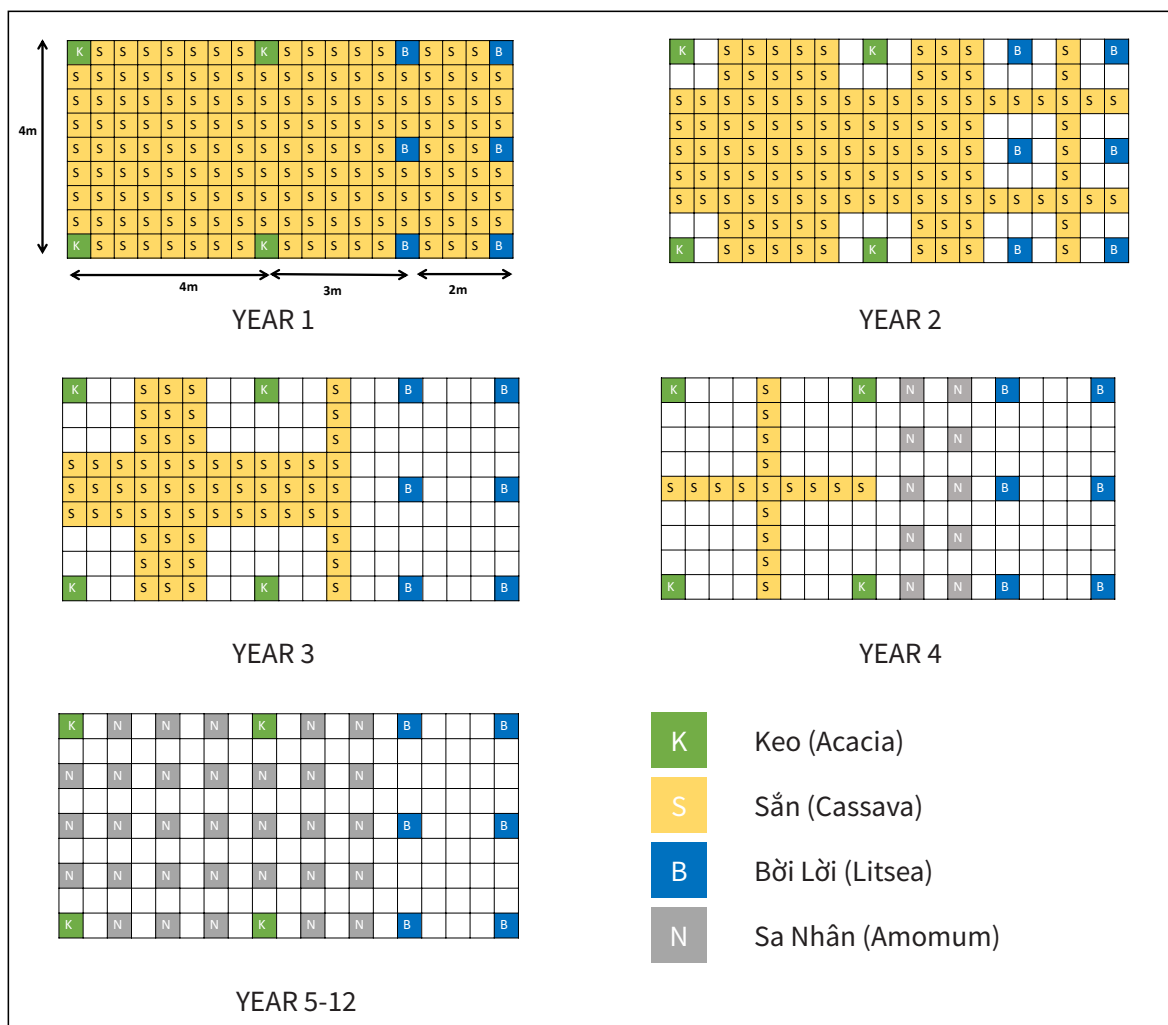 K S S S S S S S K S S S S S B S S S B
S S S S S S S S S S S S S S S S S S S
S S S S S S S S S S S S S S S S S S S
S S S S S S S S S S S S S S S S S S S
4m
S S S S S S S S S S S S S S B S S S B
S S S S S S S S S S S S S S S S S S S
S S S S S S S S S S S S S S S S S S S
S S S S S S S S S S S S S S S S S S S
K S S S S S S S K S S S S S B S S S B
4m 3m 2m
YEAR 1
K S S S S S K S S S B S B
S S S S S S S S S
S S S S S S S S S S S S S S S S S S S
S S S S S S S S S S S S S S
S S S S S S S S S S S S S B S B
S S S S S S S S S S S S S S
S S S S S S S S S S S S S S S S S S S
S S S S S S S S S
K S S S S S K S S S B S B
YEAR 2
K S S S K S B B
S S S S
S S S S
S S S S S S S S S S S S
S S S S S S S S S S S S B B
S S S S S S S S S S S S
S S S S
S S S S
K S S S K S B B
YEAR 3
K S K N N B B
S
S N N
S
S S S S S S S S S N N B B
S
S N N
S
K S K N N B B
YEAR 4
K N N N K N N B B
N N N N N N N
N N N N N N N B B
N N N N N N N
K N N N K N N B B
YEAR 5-12
K Keo (Acacia)
S Sắn (Cassava)
B Bời Lời (Litsea)
N Sa Nhân (Amomum)